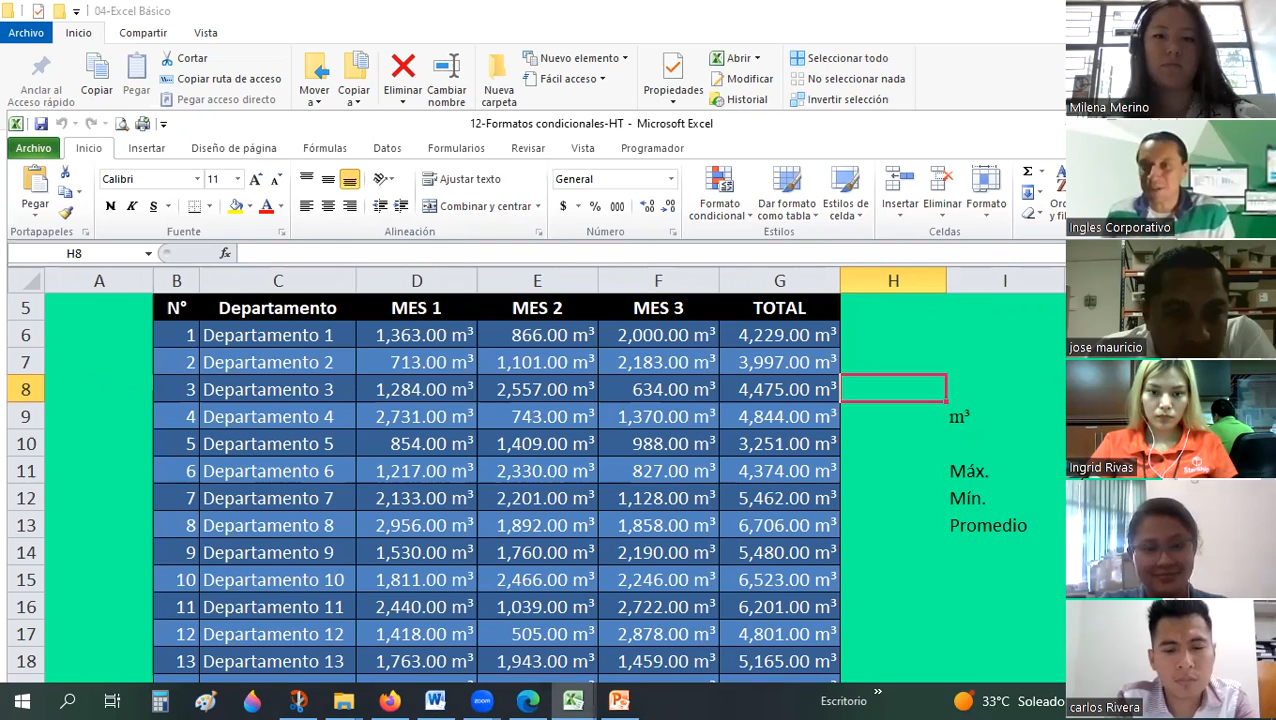 04-Excel Básico
Archivo Inicio Com
Anclar al
Acceso rápido
Copiar
Pegar
Cortar
Copiar ruta de acceso
Pegar acceso directo
Mover
a
Copiar
a
Eliminar
Cambiar
nombre
Nueva
carpeta
evo elemento
Fácil acceso
Propiedades
Abrir
Modificar
Historial
Seleccionar todo
No seleccionar nada
Invertir selección
12-Formatos Condicionales-HT - Microsoft Excel
Archivo Inicio Insertar Diseño de página Fórmulas Datos Revisar Vista Programador
Pegar
Portapapeles
Calibri 11
N K S
Fuente
Ajustar texto
Combinar y centrar
Alineación
General
% 000
Número
Formato
condicional
Dar formato
como tabla
Estilos de
celda
Estilos
Insertar Eliminar Formato
Celdas
H8 fx
A B C D E F G H I
5 N° Departamento MES 1 MES 2 MES 3 TOTAL
6 1 Departamento 1 1,363.00 m³ 866.00 m³ 2,000.00 m³ 4,229.00 m³
7 2 Departamento 2 713.00 m³ 1,101.00 m³ 2,183.00 m³ 3,997.00 m³
8 3 Departamento 3 1,284.00 m³ 2,557.00 m³ 634.00 m³ 4,475.00 m³
9 4 Departamento 4 2,731.00 m³ 743.00 m³ 1,370.00 m³ 4,844.00 m³ m³
10 5 Departamento 5 1,409.00 m³ 3,251.00 m³
11 6 Departamento 6 827.00 m³ 4,374.00 m³ Máx.
12 7 Departamento 7 2,133.00 m³ 2,201.00 m³ 1,128.00 m³ 5,462.00 m³ Mín.
13 8 Departamento 8 2,956.00 m³ 1,892.00 m³ 1,858.00 m³ 6,706.00 m³ Promedio
14 9 Departamento 9 1,530.00 m³ 1,760.00 m³ 2,190.00 m³ 5,480.00 m³
15 10 Departamento 10 1,811.00 m³ 2,466.00 m³ 2,246.00 m³ 6,523.00 m³
16 11 Departamento 11 2,440.00 m³ 1,039.00 m³ 2,722.00 m³ 6,201.00 m³
17 12 Departamento 12 1,418.00 m³ 505.00 m³ 2,878.00 m³ 4,801.00 m³
18 13 Departamento 13 1,763.00 m³ 1,943.00 m³ 1,459.00 m³ 5,165.00 m³
zoom
Escritorio » 33°C Soleado
Milena Merino
Ingles Corporativo
jose mauricio
Starship
Ingrid Rivas
carlos Rivera